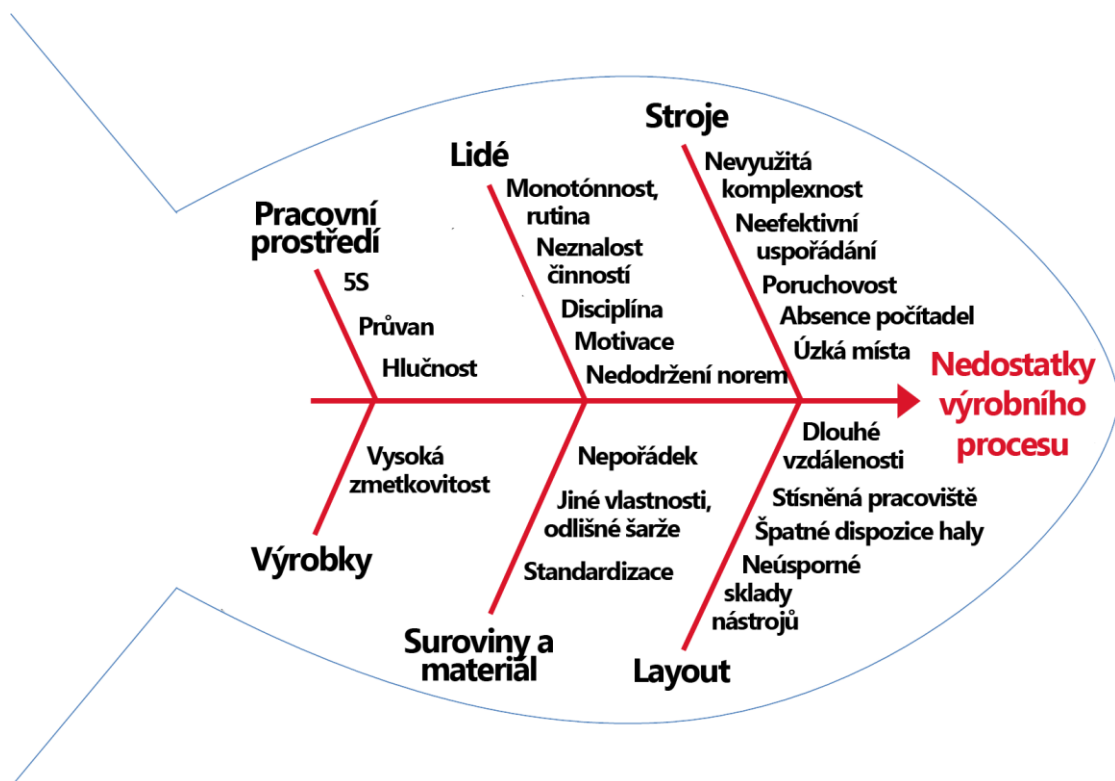 Stroje
Nevyužitá
komplexnost
Neefektivní
uspořádání
Poruchovost
Absence počítadel
Úzká místa
Lidé
Monotónnost,
rutina
Neznalost
činností
Disciplína
Motivace
Nedodržení norem
Pracovní
prostředí
5S
Průvan
Hlučnost
Nedostatky
výrobního
procesu
Vysoká
zmetkovitost
Výrobky
Nepořádek
Jiné vlastnosti,
odlišné šarže
Standardizace
Suroviny a
materiál
Dlouhé
vzdálenosti
Stísněná pracoviště
Špatné dispozice haly
Neúsporné
sklady
nástrojů
Layout